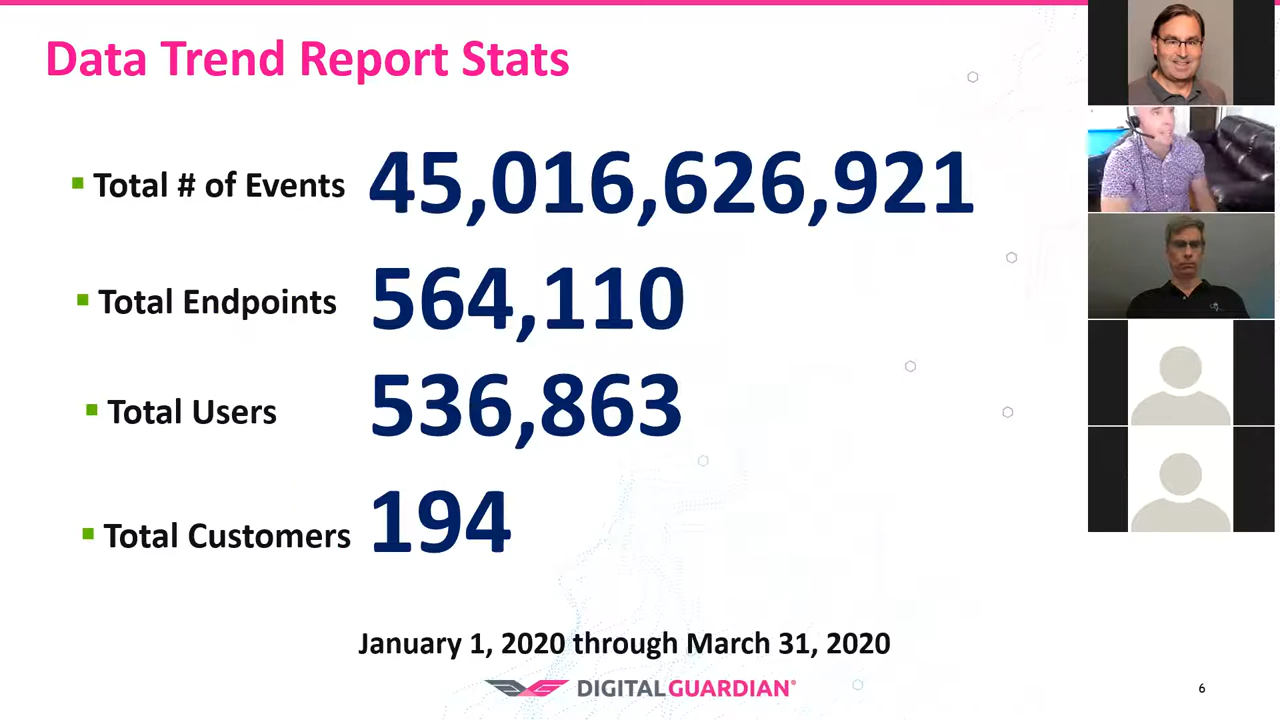 Data Trend Report Stats
Total # of Events 45,016,626,921
Total Endpoints 564,110
Total Users 536,863
Total Customers 194
January 1, 2020 through March 31, 2020
DIGITALGUARDIAN®
6